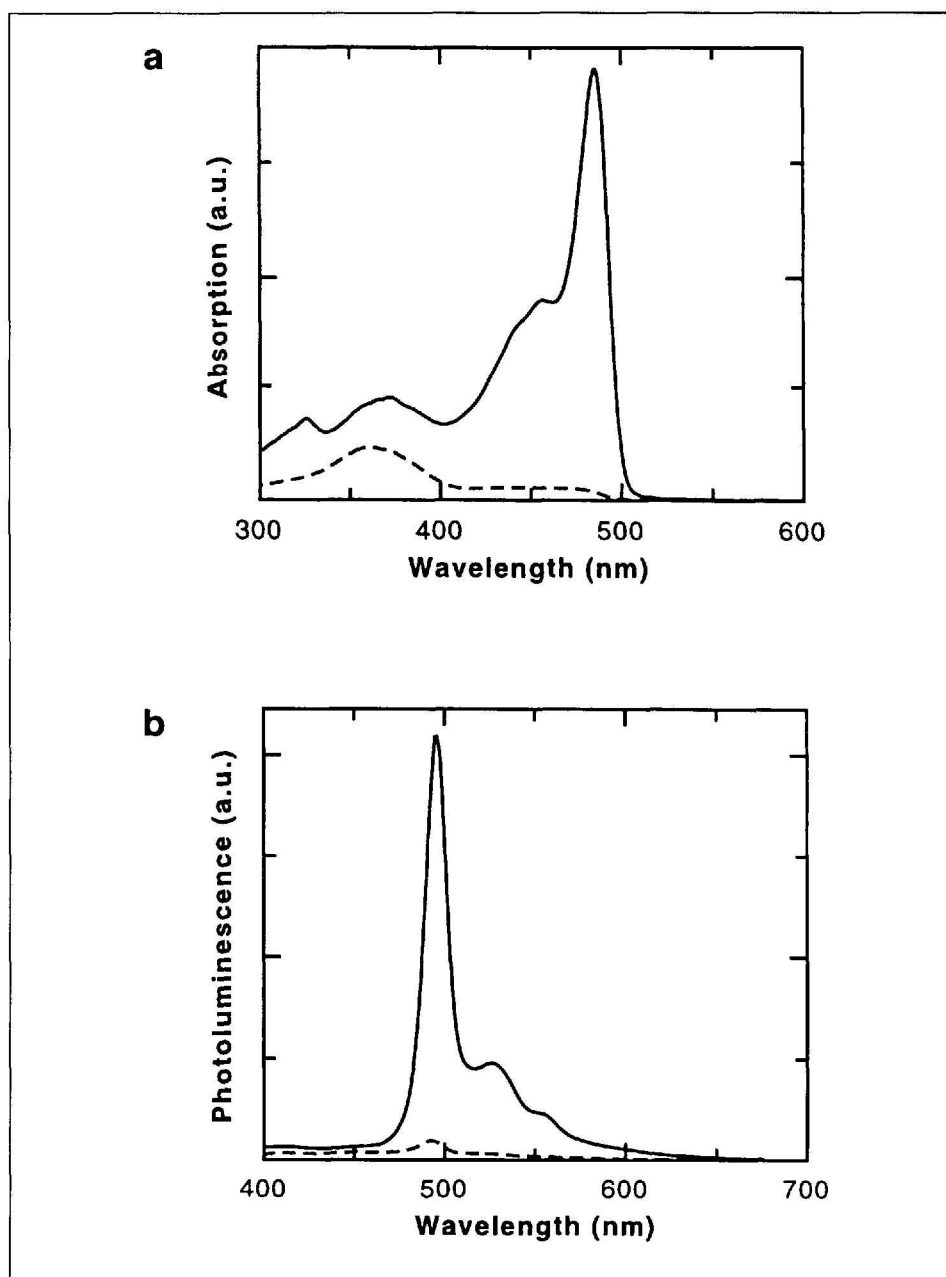 a
Absorption (a.u.)
300 400 500 600
Wavelength (nm)
b
Photoluminescence (a.u.)
400 500 600 700
Wavelength (nm)